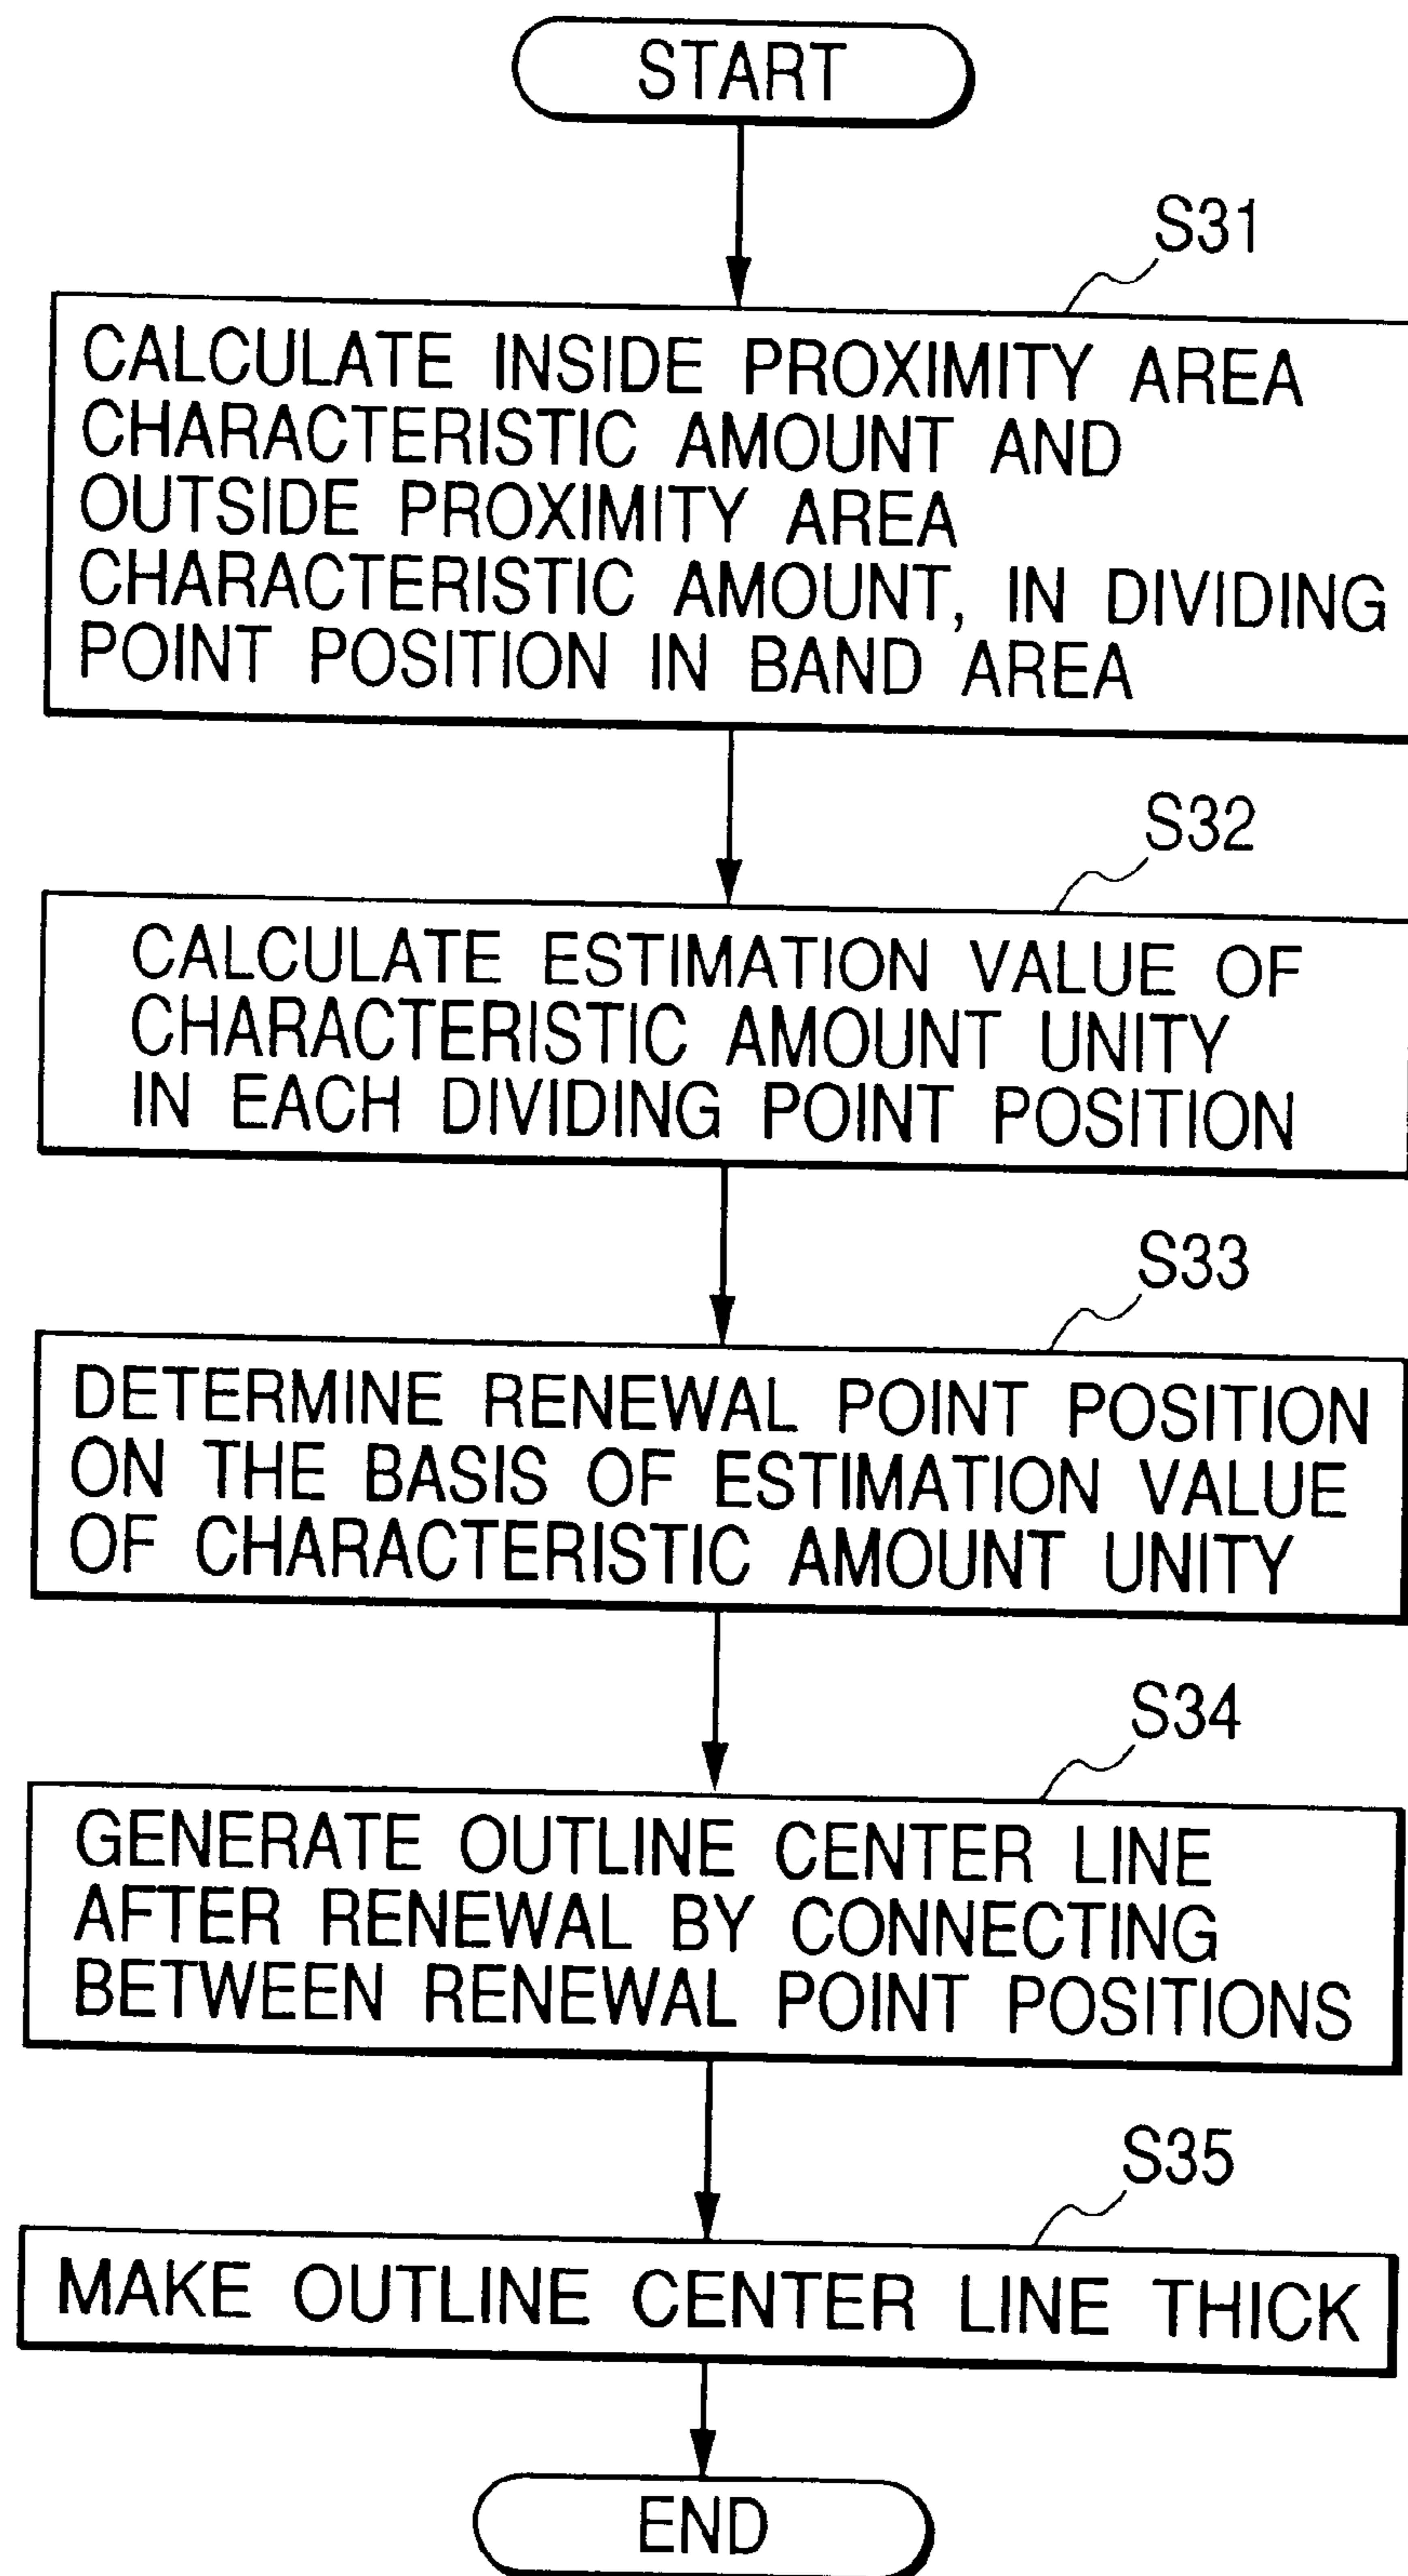 START
S31
CALCULATE INSIDE PROXIMITY AREA
CHARACTERISTIC AMOUNT AND
OUTSIDE PROXIMITY AREA
CHARACTERISTIC AMOUNT, IN DIVIDING
POINT POSITION IN BAND AREA
S32
CALCULATE ESTIMATION VALUE OF
CHARACTERISTIC AMOUNT UNITY
IN EACH DIVIDING POINT POSITION
S33
DETERMINE RENEWAL POINT POSITION
ON THE BASIS OF ESTIMATION VALUE
OF CHARACTERISTIC AMOUNT UNITY
S34
GENERATE OUTLINE CENTER LINE
AFTER RENEWAL BY CONNECTING
BETWEEN RENEWAL POINT POSITIONS
S35
MAKE OUTLINE CENTER LINE THICK
END